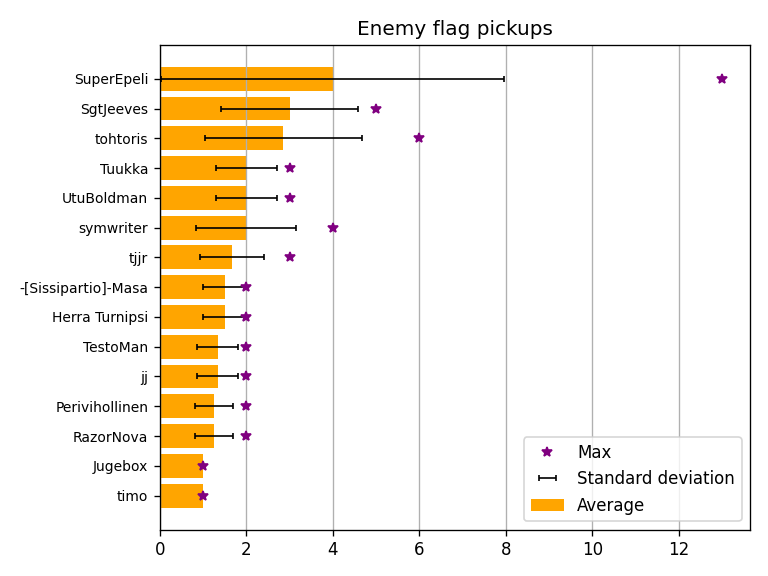 Enemy flag pickups
SuperEpeli
SgtJeeves
tohtoris
Tuukka
UtuBoldman
symwriter
tjjr
-[Sissipartio]-Masa
Herra Turnipsi
TestoMan
jj
Perivihollinen
RazorNova
Jugebox
timo
Max
Standard deviation
Average
0 2 4 6 8 10 12